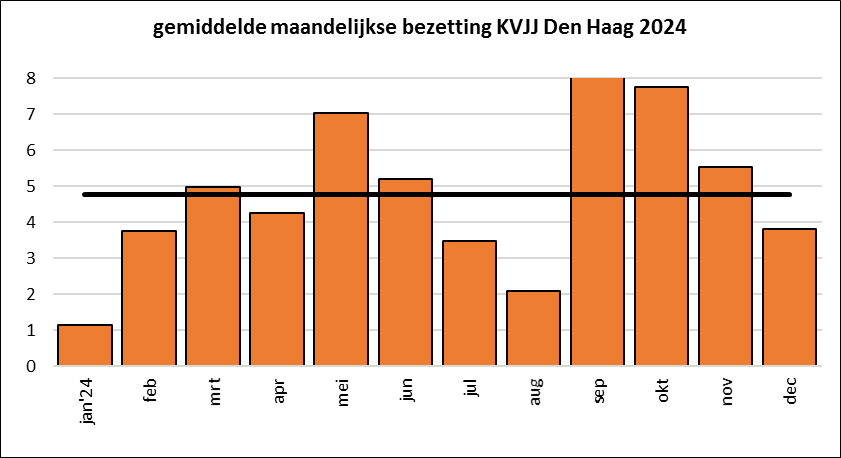 gemiddelde maandelijkse bezetting KVJJ Den Haag 2024
8
7
6
5
4
3
2
1
0
jan'24
feb
mrt
apr
mei
jun
jul
aug
sep
okt
nov
dec